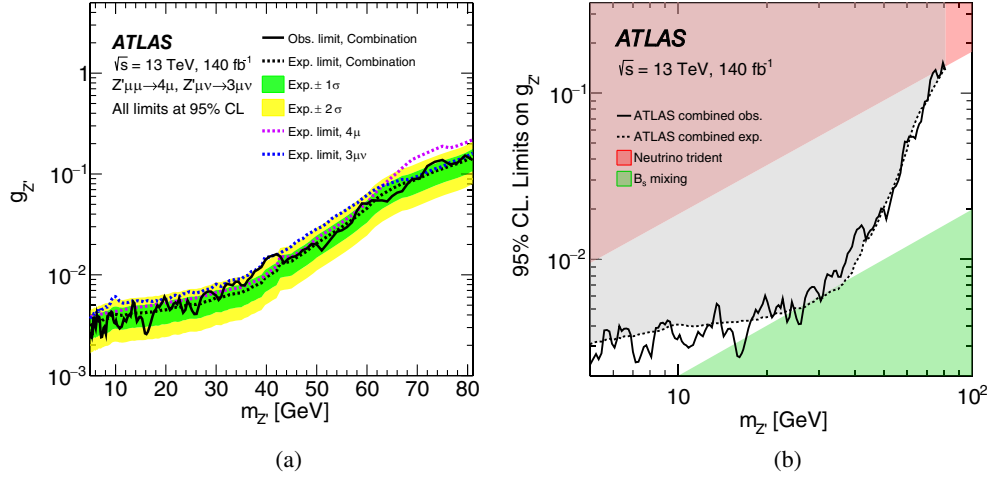 ATLAS
√s = 13 TeV, 140 fb⁻¹
Z'μμ→4μ, Z'μν→3μν
All limits at 95% CL
Obs. limit, Combination
Exp. limit, Combination
Exp. ± 1σ
Exp. ± 2σ
Exp. limit, 4μ
Exp. limit, 3μν
g_Z'
1
10⁻¹
10⁻²
10⁻³
10 20 30 40 50 60 70 80
m_Z' [GeV]
(a)
ATLAS
√s = 13 TeV, 140 fb⁻¹
ATLAS combined obs.
ATLAS combined exp.
Neutrino trident
B_s mixing
95% CL. Limits on g_Z'
10⁻¹
10⁻²
10 10²
m_Z' [GeV]
(b)